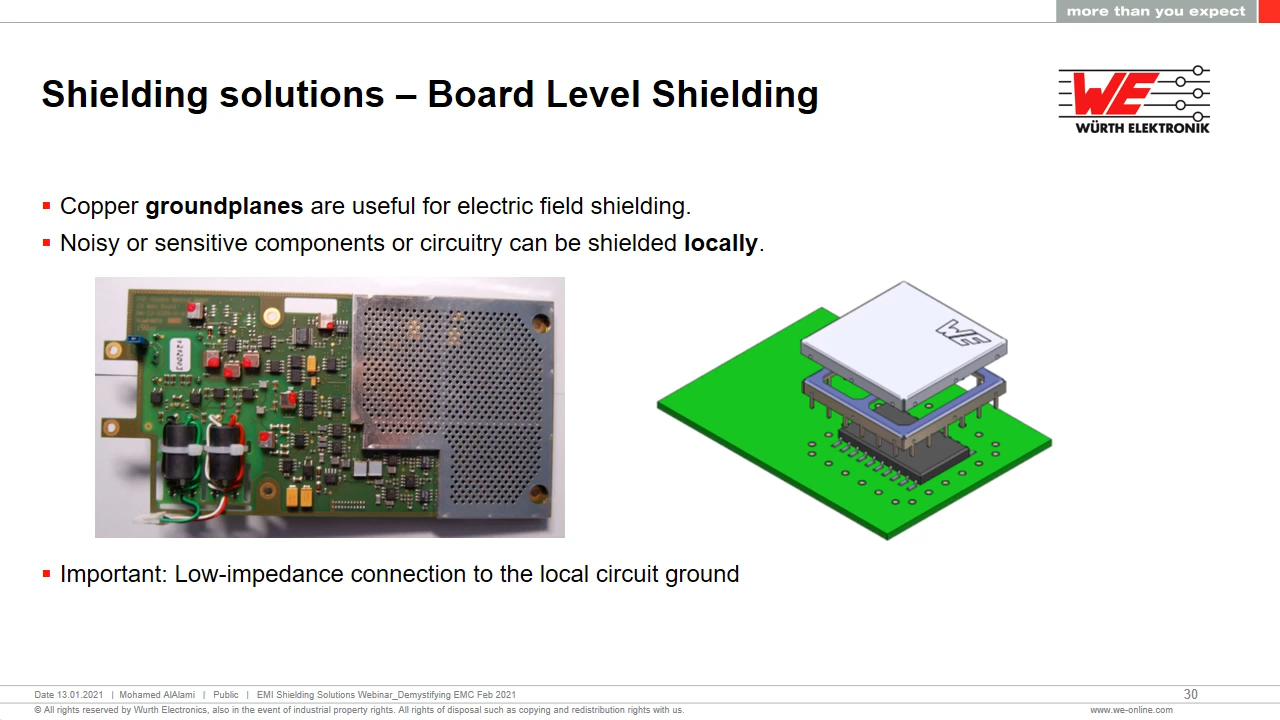 more than you expect
Shielding solutions – Board Level Shielding
WE
WÜRTH ELEKTRONIK
▪ Copper groundplanes are useful for electric field shielding.
▪ Noisy or sensitive components or circuitry can be shielded locally.
WE
▪ Important: Low-impedance connection to the local circuit ground
Date 13.01.2021 | Mohamed AlAlami | Public | EMI Shielding Solutions Webinar_Demystifying EMC Feb 2021
30
© All rights reserved by Wurth Electronics, also in the event of industrial property rights. All rights of disposal such as copying and redistribution rights with us.
www.we-online.com